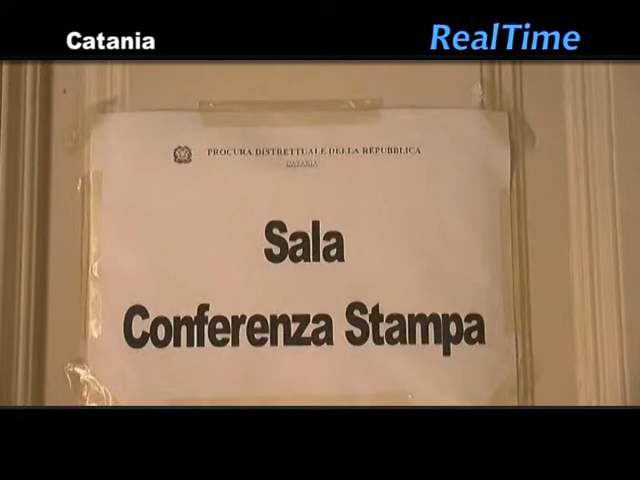 Catania
RealTime
PROCURA DISTRETTUALE DELLA REPUBBLICA
CATANIA
Sala
Conferenza Stampa